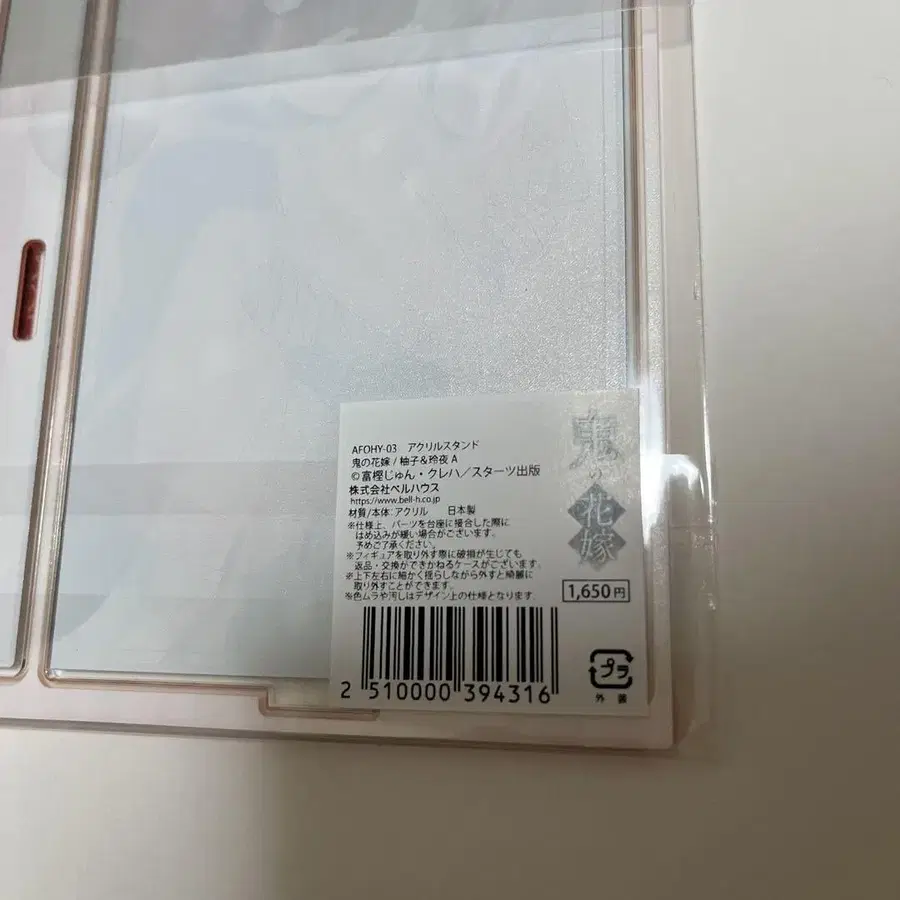 AFOHY-03 アクリルスタンド
鬼の花嫁 / 柚子&玲夜 A
©富樫じゅん・クレハ／スターツ出版
株式会社ベルハウス
https://www.bell-h.co.jp
材質/本体: アクリル 日本製
※仕様上、パーツを台座に接合した際に
はめ込みが緩い場合がございます。
予めご了承ください。
※フィギュアを取り外す際に破損が生じても
返品・交換ができかねるケースがございます。
※上下左右に細かく揺らしながら外すと綺麗に
取り外すことができます。
※色ムラや汚しはデザイン上の仕様となります。
鬼の花嫁
1,650円
2 510000 394316
プラ
外装